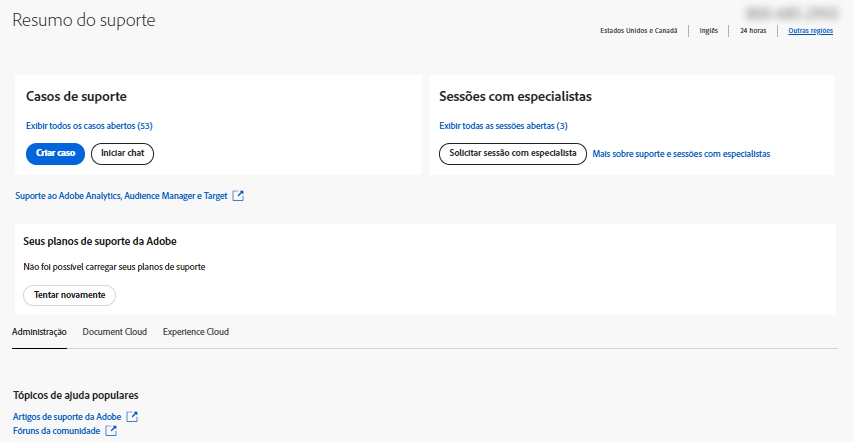 Resumo do suporte
Estados Unidos e Canadá | Inglês | 24 horas | Outras regiões
Casos de suporte
Exibir todos os casos abertos (53)
Criar caso
Iniciar chat
Sessões com especialistas
Exibir todas as sessões abertas (3)
Solicitar sessão com especialista
Mais sobre suporte e sessões com especialistas
Suporte ao Adobe Analytics, Audience Manager e Target
Seus planos de suporte da Adobe
Não foi possível carregar seus planos de suporte
Tentar novamente
Administração Document Cloud Experience Cloud
Tópicos de ajuda populares
Artigos de suporte da Adobe
Fóruns da comunidade